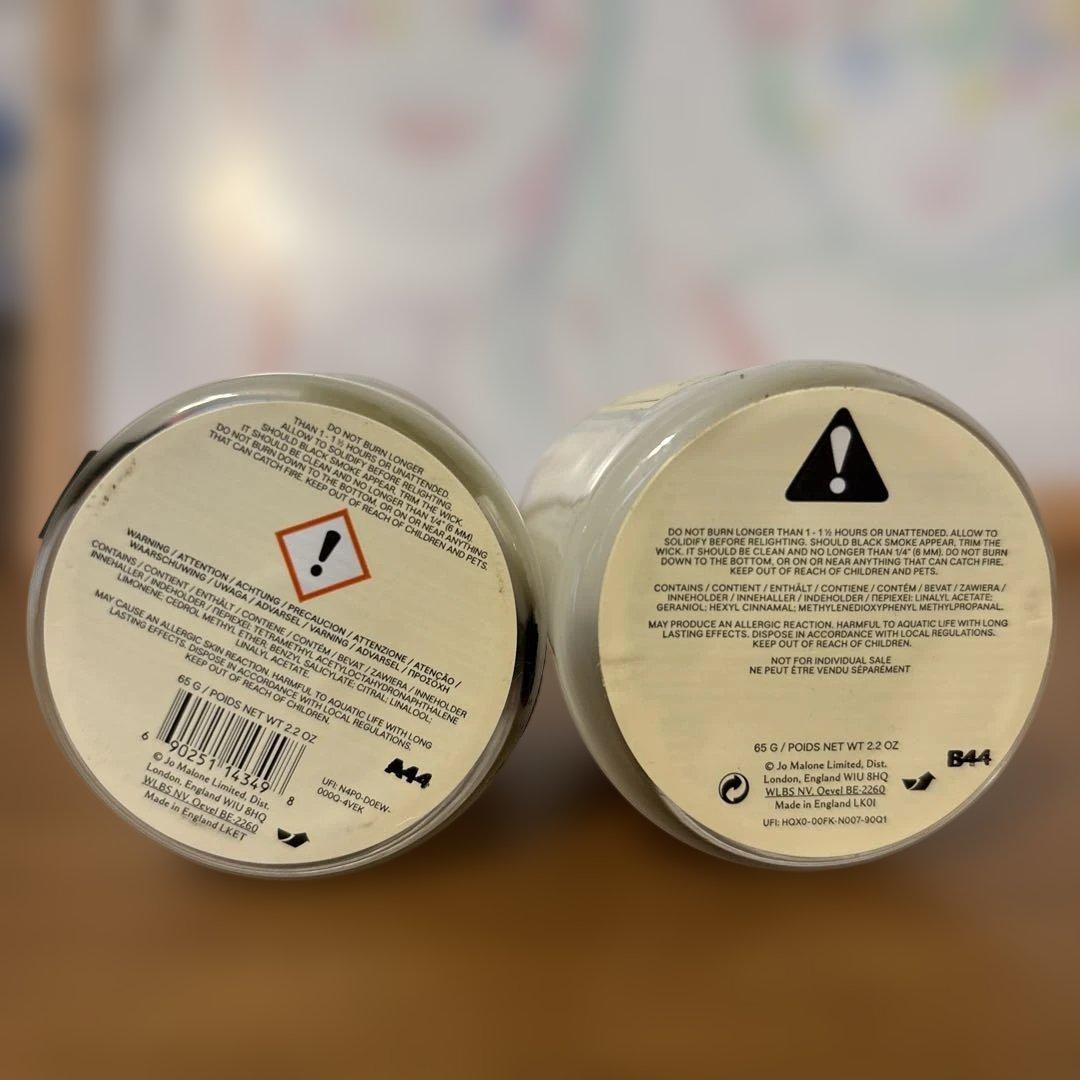 DO NOT BURN LONGER
THAN 1 - 1 ½ HOURS OR UNATTENDED.
ALLOW TO SOLIDIFY BEFORE RELIGHTING.
SHOULD BLACK SMOKE APPEAR, TRIM THE WICK.
IT SHOULD BE CLEAN AND NO LONGER THAN 1/4" (6 MM).
DO NOT BURN DOWN TO THE BOTTOM, OR ON OR NEAR ANYTHING
THAT CAN CATCH FIRE. KEEP OUT OF REACH OF CHILDREN AND PETS.
WARNING / ATTENTION / ACHTUNG / PRECAUCION / ATTENZIONE / ATENÇÃO /
WAARSCHUWING / UWAGA / ADVARSEL / VARNING / ADVARSEL / ΠΡΟΣΟΧΗ
CONTAINS / CONTIENT / ENTHÄLT / CONTIENE / CONTÉM / BEVAT / ZAWIERA / INNEHOLDER
INNEHALLER / INDEHOLDER / ΠΕΡΙΕΧΕΙ TETRAMETHYL ACETYLOCTAHYDRONAPHTHALENE
LIMONENE; CEDROL METHYL ETHER; BENZYL SALICYLATE; CITRAL; LINALOOL;
LINALYL ACETATE.
MAY CAUSE AN ALLERGIC SKIN REACTION. HARMFUL TO AQUATIC LIFE WITH LONG
LASTING EFFECTS. DISPOSE IN ACCORDANCE WITH LOCAL REGULATIONS.
KEEP OUT OF REACH OF CHILDREN.
65 G / POIDS NET WT 2.2 OZ
6 90251 14349 8
© Jo Malone Limited, Dist.
London, England W1U 8HQ
WLBS NV. Oevel BE-2260
Made in England LKET
UFI: N4P0-D0EW-
000Q-4VEK
A44
DO NOT BURN LONGER THAN 1 - 1 ½ HOURS OR UNATTENDED. ALLOW TO
SOLIDIFY BEFORE RELIGHTING. SHOULD BLACK SMOKE APPEAR, TRIM THE
WICK. IT SHOULD BE CLEAN AND NO LONGER THAN 1/4" (6 MM). DO NOT BURN
DOWN TO THE BOTTOM, OR ON OR NEAR ANYTHING THAT CAN CATCH FIRE.
KEEP OUT OF REACH OF CHILDREN AND PETS.
CONTAINS / CONTIENT / ENTHÄLT / CONTIENE / CONTÉM / BEVAT / ZAWIERA /
INNEHOLDER / INNEHALLER / INDEHOLDER / ΠΕΡΙΕΧΕΙ: LINALYL ACETATE;
GERANIOL; HEXYL CINNAMAL; METHYLENEDIOXYPHENYL METHYLPROPANAL.
MAY PRODUCE AN ALLERGIC REACTION. HARMFUL TO AQUATIC LIFE WITH LONG
LASTING EFFECTS. DISPOSE IN ACCORDANCE WITH LOCAL REGULATIONS.
KEEP OUT OF REACH OF CHILDREN.
NOT FOR INDIVIDUAL SALE
NE PEUT ÊTRE VENDU SÉPARÉMENT
65 G / POIDS NET WT 2.2 OZ
© Jo Malone Limited, Dist.
London, England W1U 8HQ
WLBS NV. Oevel BE-2260
Made in England LK0I
UFI: HQX0-00FK-N007-90Q1
B44